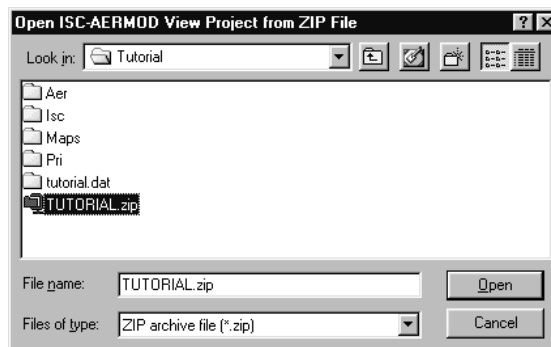 Open ISC-AERMOD View Project from ZIP File
Look in: Tutorial
Aer
Isc
Maps
Pri
tutorial.dat
TUTORIAL.zip
File name: TUTORIAL.zip Open
Files of type: ZIP archive file (*.zip) Cancel